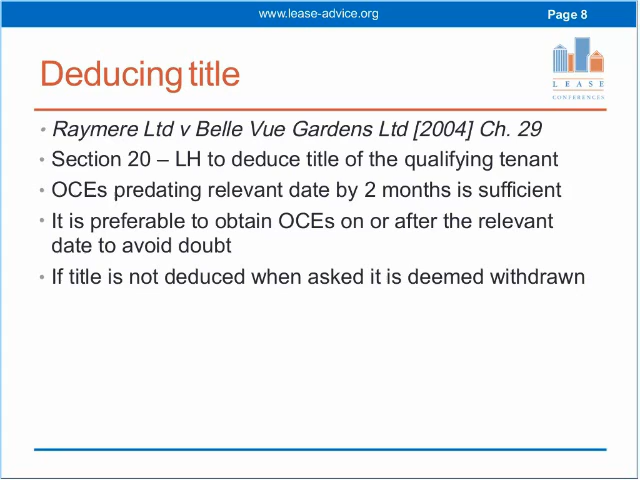 www.lease-advice.org
Page 8
Deducing title
LEASE
CONFERENCES
• Raymere Ltd v Belle Vue Gardens Ltd [2004] Ch. 29
• Section 20 – LH to deduce title of the qualifying tenant
• OCEs predating relevant date by 2 months is sufficient
• It is preferable to obtain OCEs on or after the relevant
date to avoid doubt
• If title is not deduced when asked it is deemed withdrawn